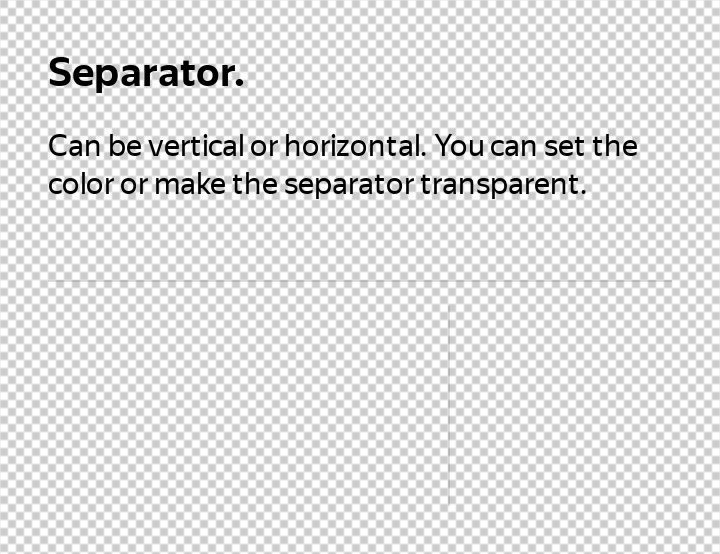 Separator.
Can be vertical or horizontal. You can set the
color or make the separator transparent.